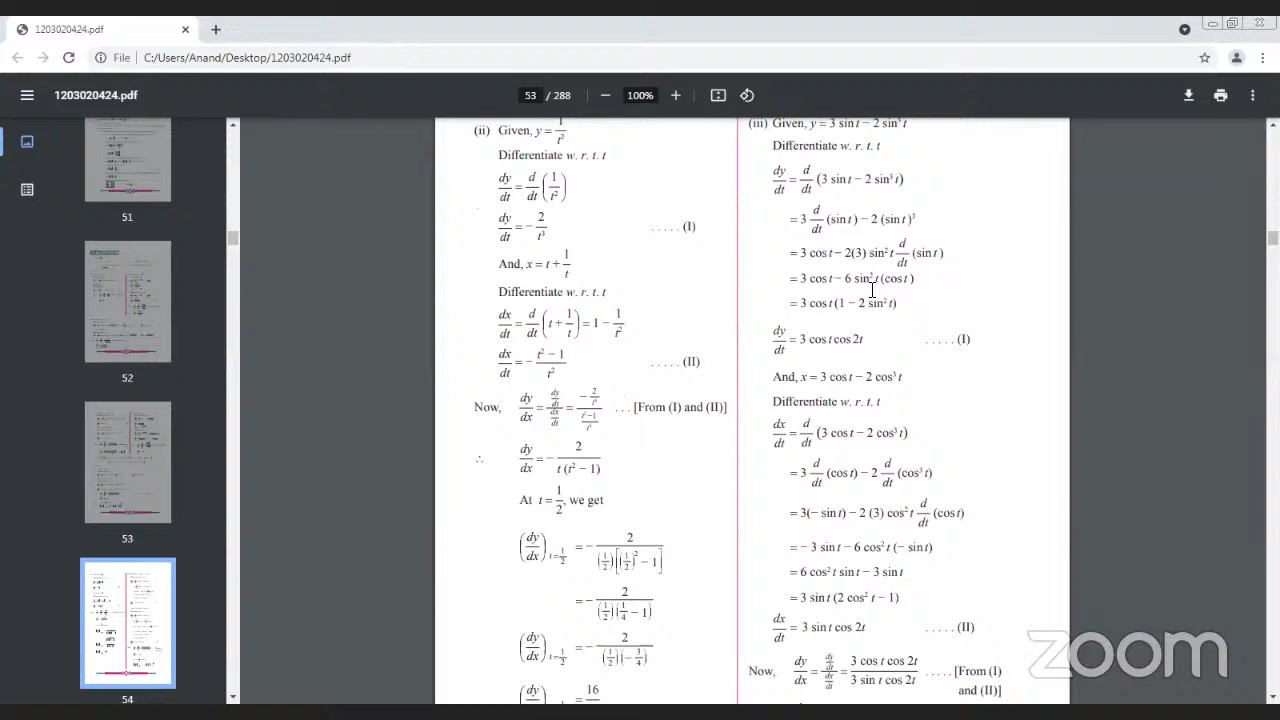 1203020424.pdf
File C:/Users/Anand/Desktop/1203020424.pdf
1203020424.pdf
53 / 288
100%
51
52
53
54
(ii) Given, y = 1/t²
Differentiate w. r. t. t
dy/dt = d/dt (1/t²)
dy/dt = − 2/t³ . . . . . (I)
And, x = t + 1/t
Differentiate w. r. t. t
dx/dt = d/dt (t + 1/t) = 1 − 1/t²
dx/dt = − t² − 1/t² . . . . . (II)
Now, dy/dx = (dy/dt)/(dx/dt) = (− 2/t³)/((t² − 1)/t²) . . . [From (I) and (II)]
∴ dy/dx = − 2/(t (t² − 1))
At t = 1/2, we get
(dy/dx) t = 1/2 = − 2/((1/2)[(1/2)² − 1])
= − 2/((1/2)(1/4 − 1))
(dy/dx) t = 1/2 = − 2/((1/2)(− 3/4))
(dy = 16
(iii) Given, y = 3 sin t − 2 sin³ t
Differentiate w. r. t. t
dy/dt = d/dt (3 sin t − 2 sin³ t)
= 3 d/dt (sin t) − 2 (sin t)³
= 3 cos t − 2(3) sin² t d/dt (sin t)
= 3 cos t − 6 sin² t (cos t)
= 3 cos t (1 − 2 sin² t)
dy/dt = 3 cos t cos 2t . . . . . (I)
And, x = 3 cos t − 2 cos³ t
Differentiate w. r. t. t
dx/dt = d/dt (3 cos t − 2 cos³ t)
= 3 d/dt (cos t) − 2 d/dt (cos³ t)
= 3(− sin t) − 2 (3) cos² t d/dt (cos t)
= − 3 sin t − 6 cos² t (− sin t)
= 6 cos² t sin t − 3 sin t
= 3 sin t (2 cos² t − 1)
dx/dt = 3 sin t cos 2t . . . . . (II)
Now, dy/dx = (dy/dt)/(dx/dt) = 3 cos t cos 2t/3 sin t cos 2t . . . . . [From (I)
and (II)]
zoom